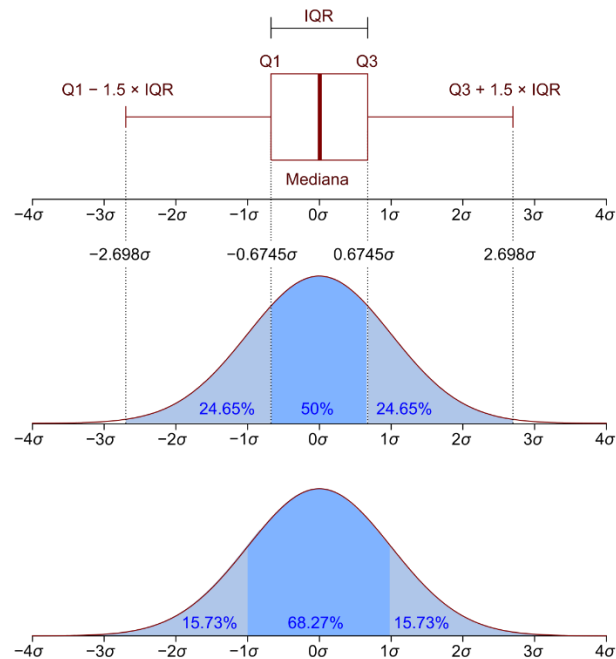 IQR
Q1 Q3
Q1 − 1.5 × IQR Q3 + 1.5 × IQR
Mediana
−4σ −3σ −2σ −1σ 0σ 1σ 2σ 3σ 4σ
−2.698σ −0.6745σ 0.6745σ 2.698σ
24.65% 50% 24.65%
−4σ −3σ −2σ −1σ 0σ 1σ 2σ 3σ 4σ
15.73% 68.27% 15.73%
−4σ −3σ −2σ −1σ 0σ 1σ 2σ 3σ 4σ